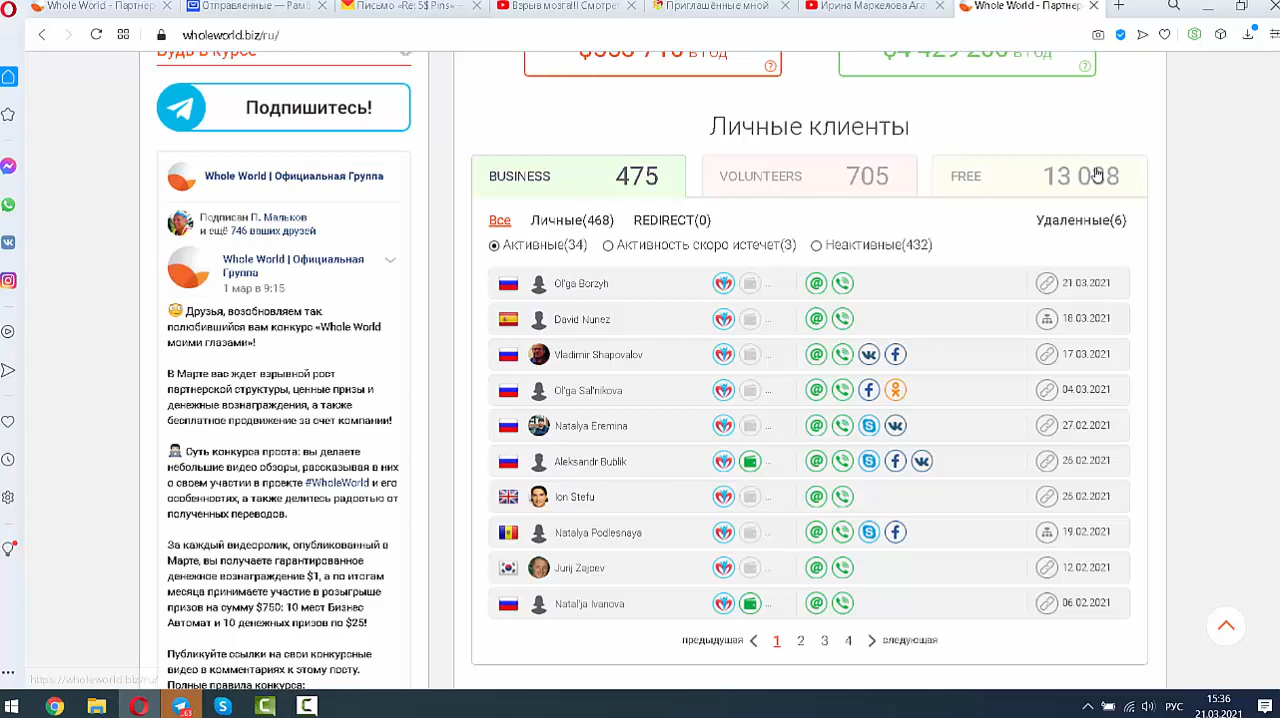 Whole World - Партнер
Отправленные — Рамб
Письмо «Re: 5$ Pins» —
Взрыв мозга!!! Смотрет
Приглашённые мной
Ирина Маркелова Ага
Whole World - Партнер
wholeworld.biz/ru/
Будь в курсе
в год
в год
Подпишитесь!
Whole World | Официальная Группа
Подписан П. Мальков
и ещё 746 ваших друзей
Whole World | Официальная
Группа
1 мар в 9:15
Друзья, возобновляем так
полюбившийся вам конкурс «Whole World
моими глазами»!
В Марте вас ждет взрывной рост
партнерской структуры, ценные призы и
денежные вознаграждения, а также
бесплатное продвижение за счет компании!
Суть конкурса проста: вы делаете
небольшие видео обзоры, рассказывая в них
о своем участии в проекте #WholeWorld и его
особенностях, а также делитесь радостью от
полученных переводов.
За каждый видеоролик, опубликованный в
Марте, вы получаете гарантированное
денежное вознаграждение $1, а по итогам
месяца принимаете участие в розыгрыше
призов на сумму $750: 10 мест Бизнес
Автомат и 10 денежных призов по $25!
Публикуйте ссылки на свои конкурсные
видео в комментариях к этому посту.
Полные правила конкурса:
Личные клиенты
BUSINESS 475
VOLUNTEERS 705
FREE
Все Личные(468) REDIRECT(0) Удаленные(6)
Активные(34) Активность скоро истечет(3) Неактивные(432)
Ol'ga Borzyh 21.03.2021
David Nunez 18.03.2021
Vladimir Shapovalov 17.03.2021
Ol'ga Sal'nikova 04.03.2021
Natalya Eremina 27.02.2021
Aleksandr Bublik 26.02.2021
Ion Stefu 25.02.2021
Natalya Podlesnaya 19.02.2021
Jurij Zajcev 12.02.2021
Natal'ja Ivanova 06.02.2021
предыдущая 1 2 3 4 следующая
https://wholeworld.biz/ru/
63
РУС
15:36
21.03.2021